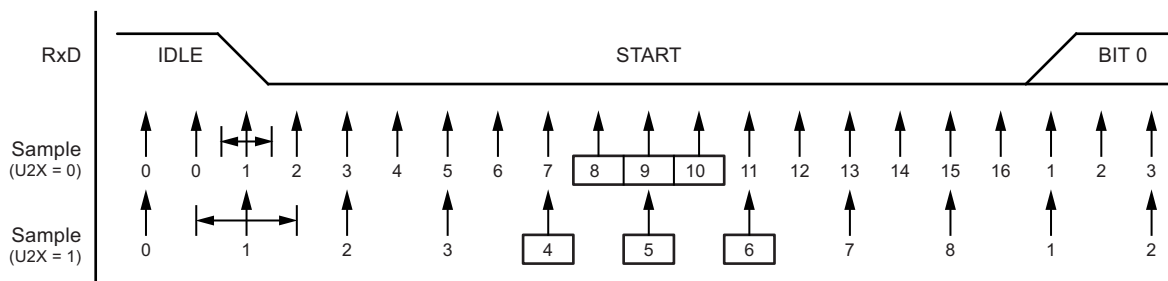 RxD IDLE START BIT 0
Sample
(U2X = 0)
0 0 1 2 3 4 5 6 7 8 9 10 11 12 13 14 15 16 1 2 3
Sample
(U2X = 1)
0 1 2 3 4 5 6 7 8 1 2